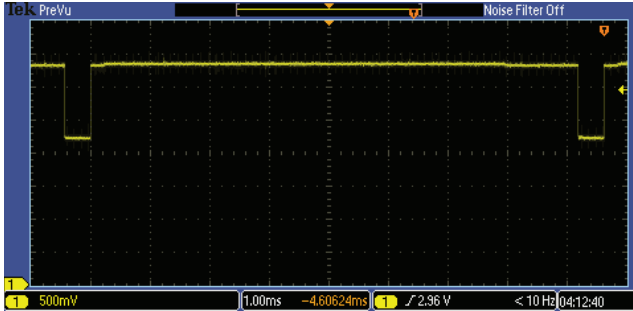 Tek PreVu Noise Filter Off
T
T
1
1 500mV 1.00ms -4.60624ms 1 / 2.96 V < 10 Hz 04:12:40